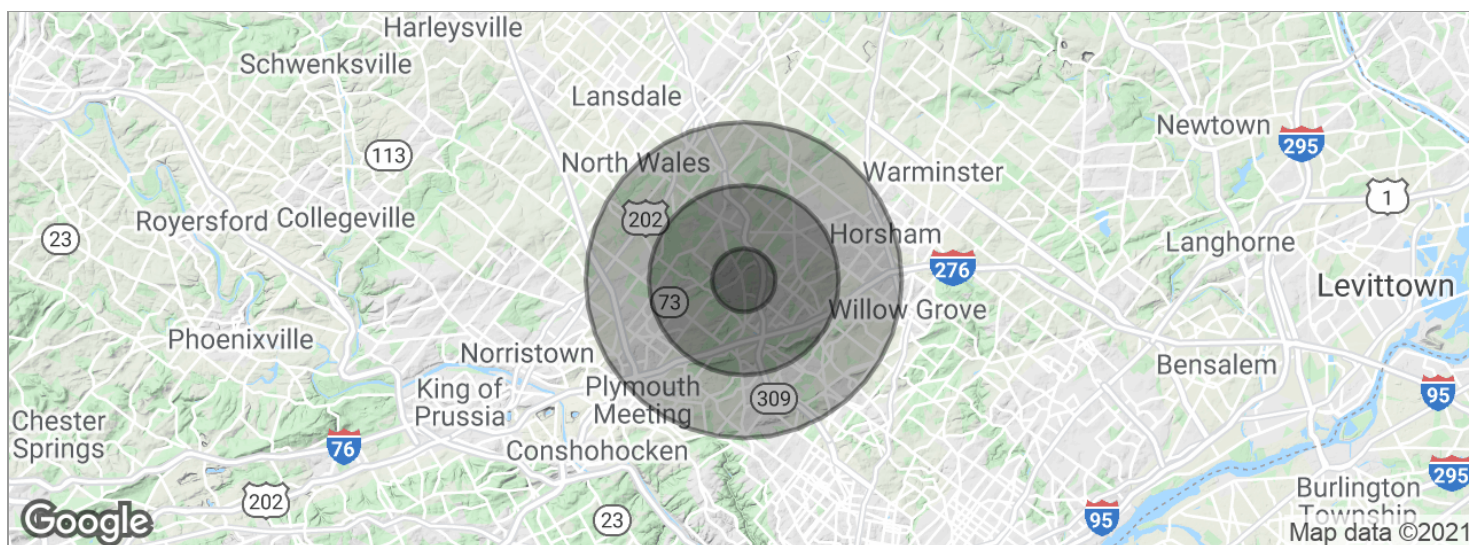 Harleysville
Schwenksville
Lansdale
Newtown
295
113
North Wales
Warminster
1
Royersford
Collegeville
202
23
Horsham
Langhorne
276
Levittown
73
Willow Grove
Phoenixville
Norristown
Bensalem
King of
Prussia
Plymouth
Meeting
309
95
Chester
Springs
76
Conshohocken
295
202
Burlington
Township
23
95
Google
Map data ©2021